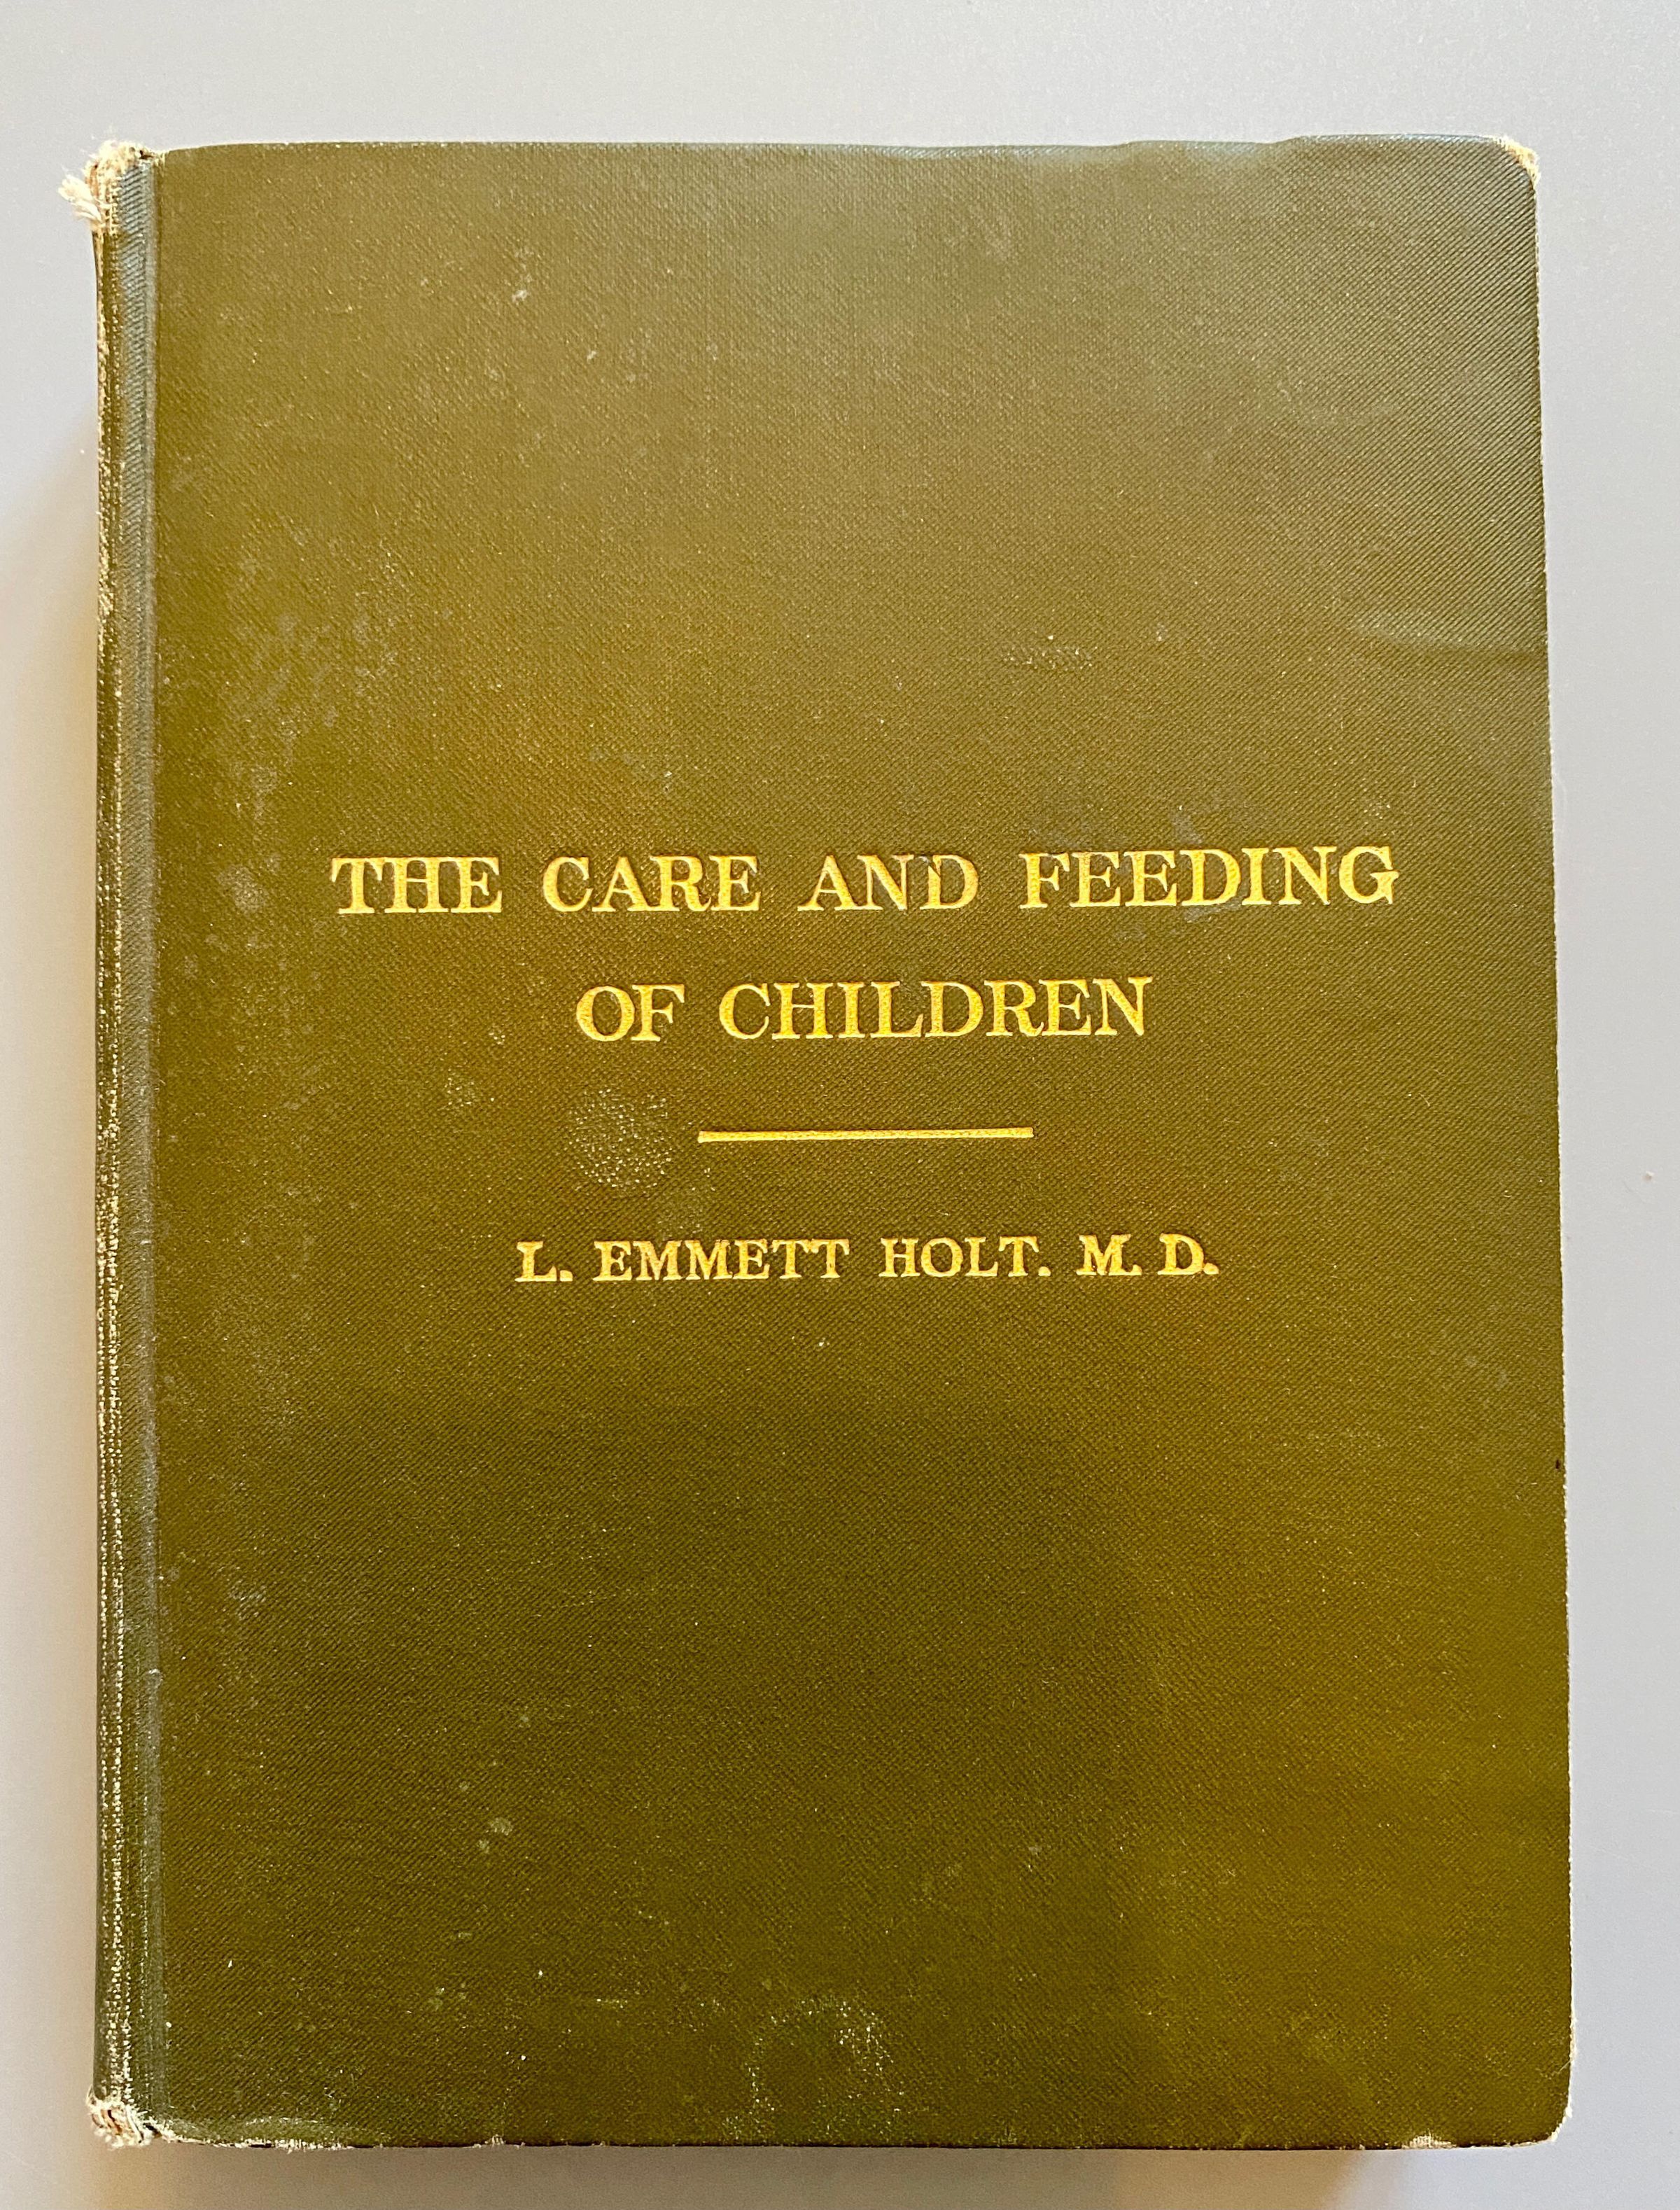 THE CARE AND FEEDING
OF CHILDREN
L. EMMETT HOLT. M. D.